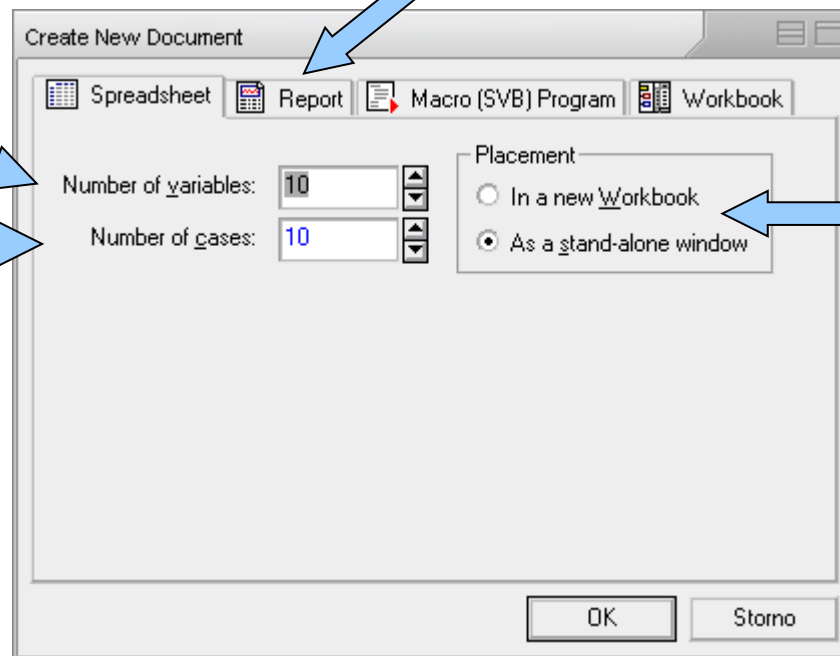 Create New Document
Spreadsheet Report Macro (SVB) Program Workbook
Number of variables: 10
Number of cases: 10
Placement
In a new Workbook
As a stand-alone window
OK Storno